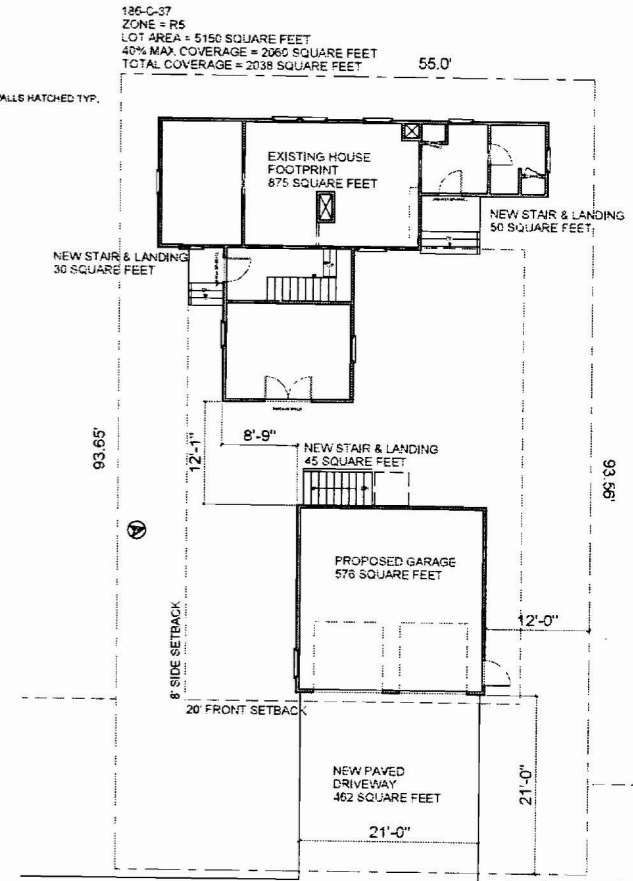 186-C-37
ZONE = R5
LOT AREA = 5150 SQUARE FEET
40% MAX. COVERAGE = 2060 SQUARE FEET
TOTAL COVERAGE = 2038 SQUARE FEET
55.0'
HATCHED TYP.
EXISTING HOUSE
FOOTPRINT
875 SQUARE FEET
NEW STAIR & LANDING
50 SQUARE FEET
NEW STAIR & LANDING
30 SQUARE FEET
93.65'
12'-1"
8'-9"
NEW STAIR & LANDING
45 SQUARE FEET
93.56'
PROPOSED GARAGE
576 SQUARE FEET
12'-0"
8' SIDE SETBACK
20' FRONT SETBACK
NEW PAVED
DRIVEWAY
462 SQUARE FEET
21'-0"
21'-0"